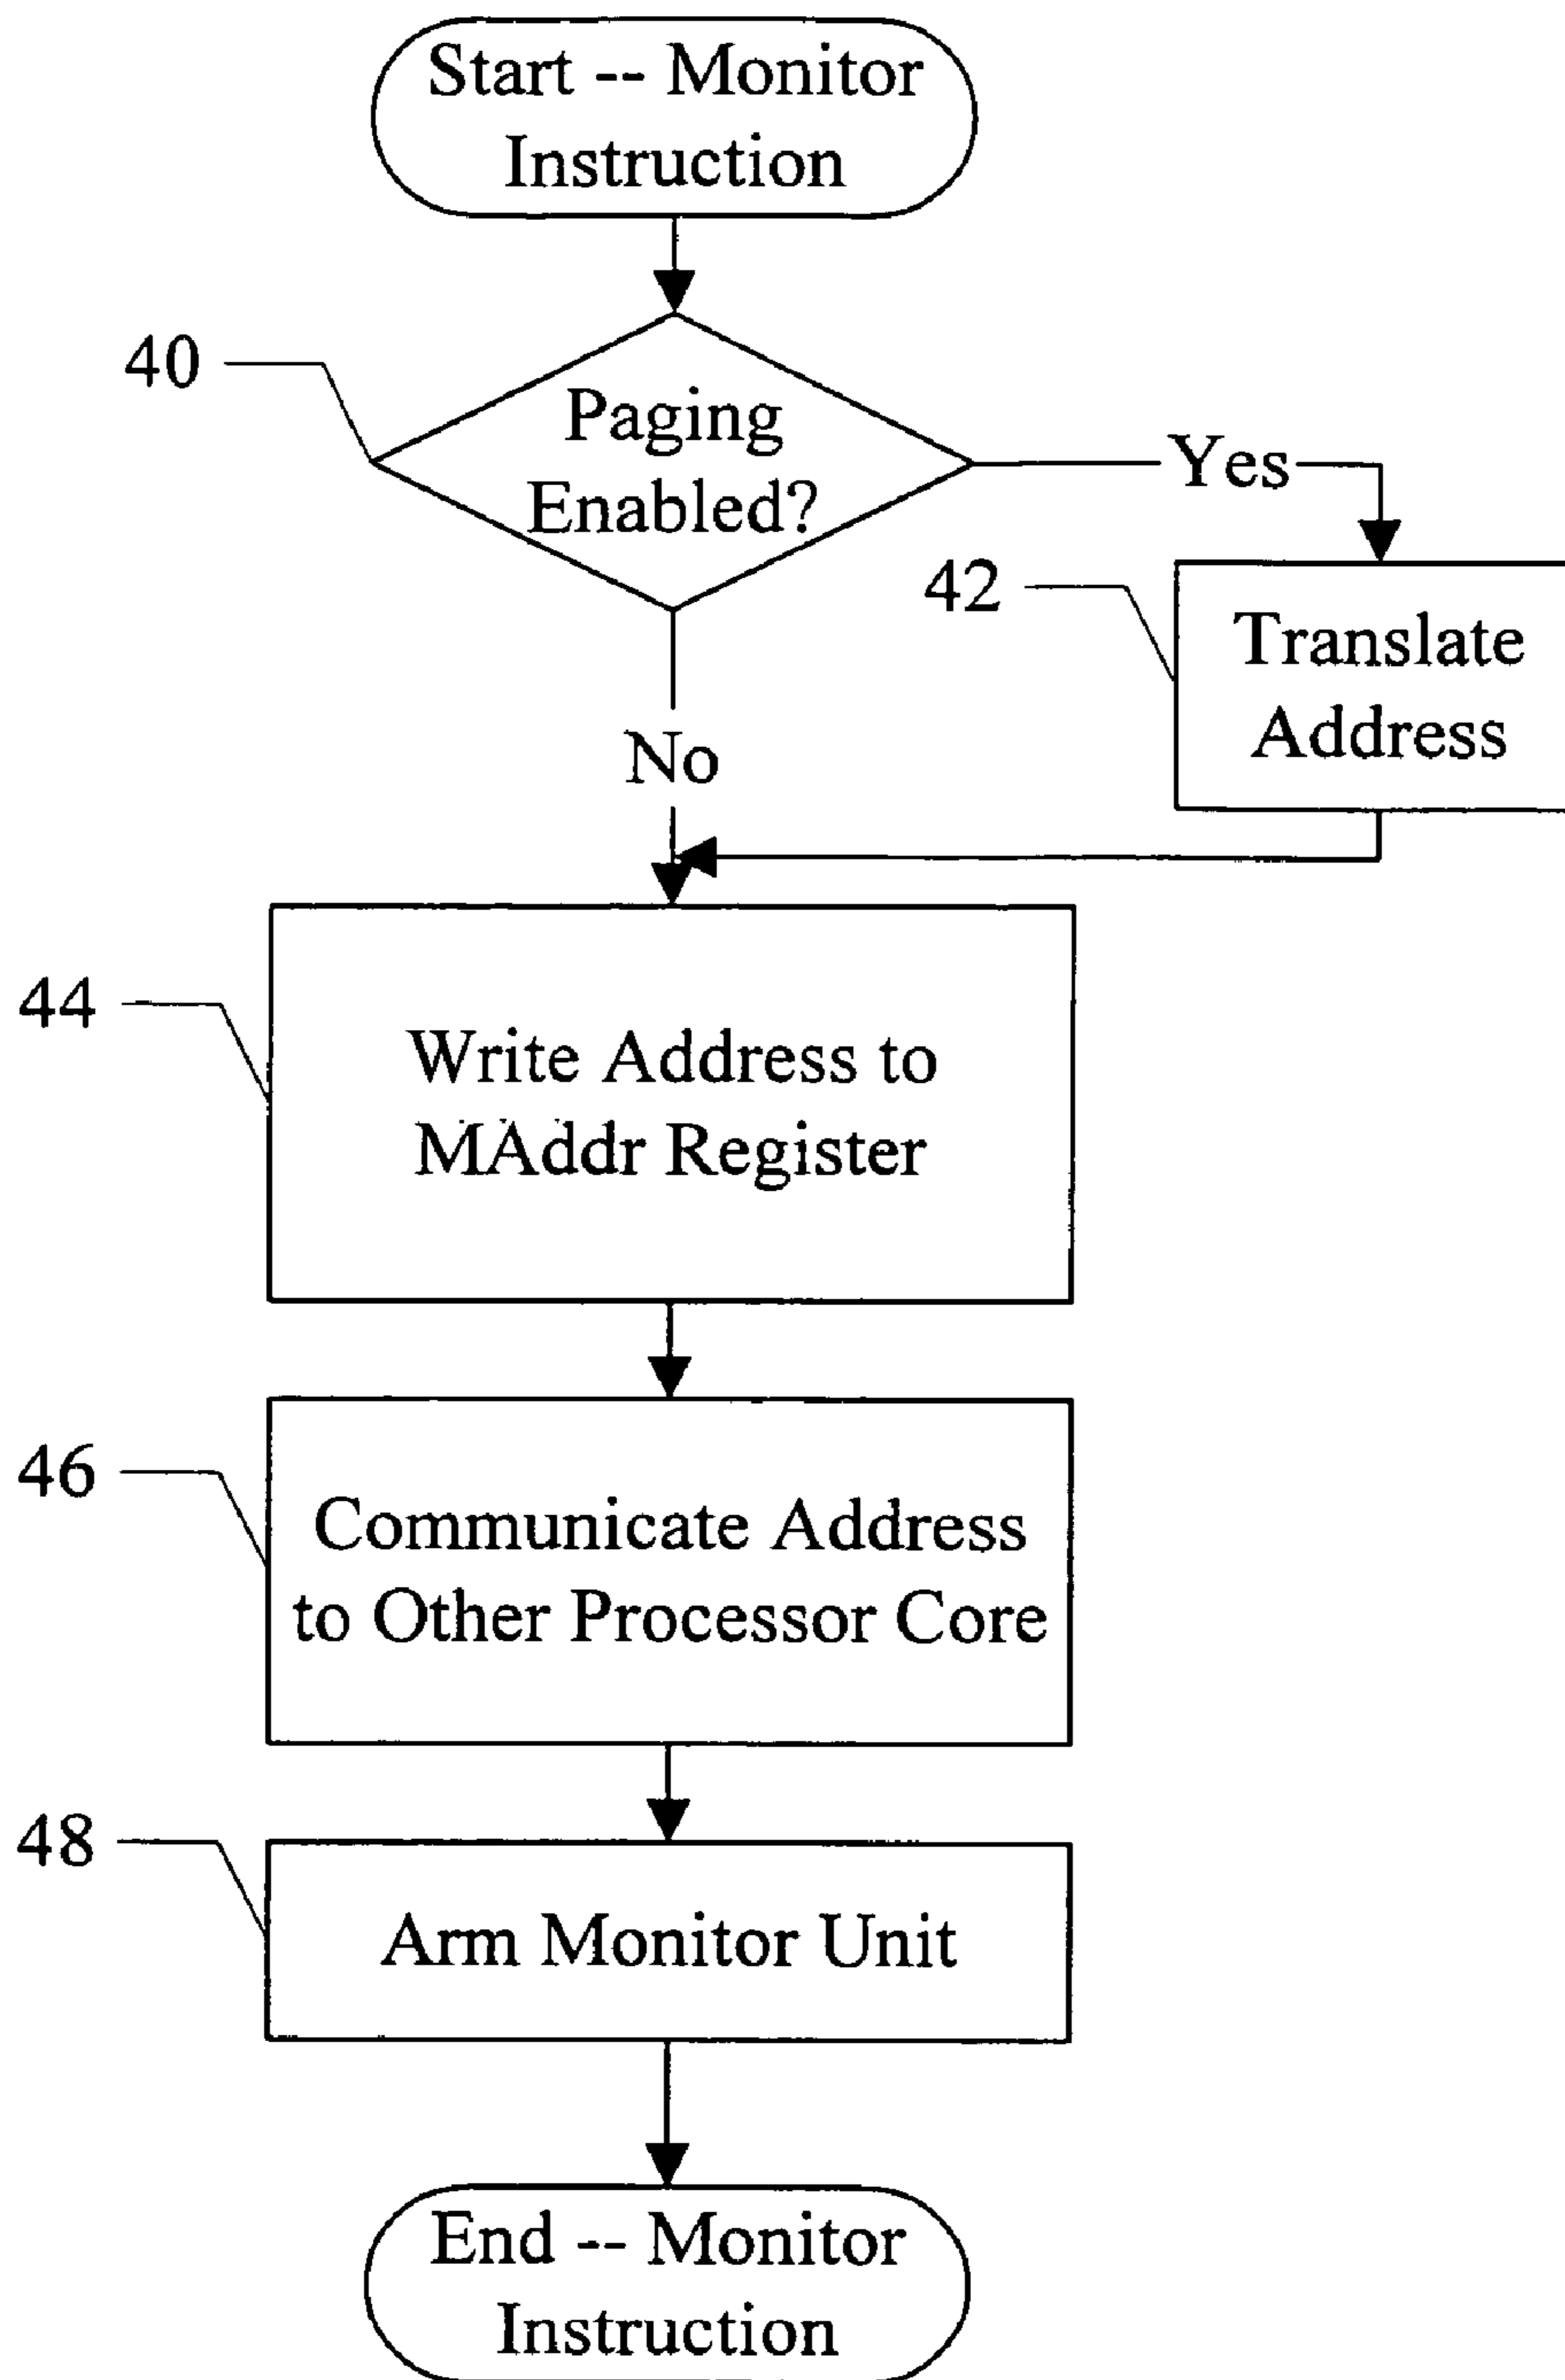 Start -- Monitor
Instruction
40
Paging
Enabled?
Yes
42
Translate
Address
No
44
Write Address to
MAddr Register
46
Communicate Address
to Other Processor Core
48
Arm Monitor Unit
End -- Monitor
Instruction